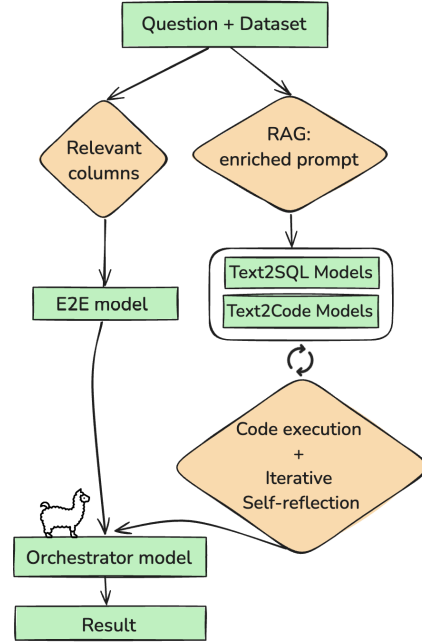 Question + Dataset
Relevant
columns
RAG:
enriched prompt
Text2SQL Models
Text2Code Models
E2E model
Code execution
+
Iterative
Self-reflection
Orchestrator model
Result